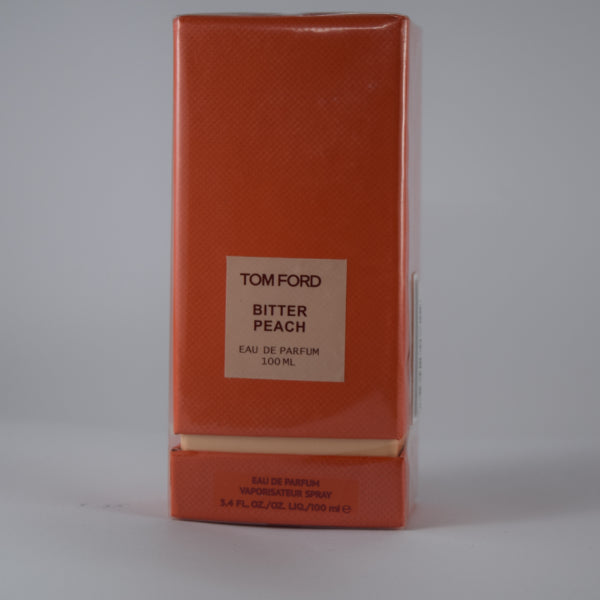 TOM FORD
BITTER
PEACH
EAU DE PARFUM
100 ML
EAU DE PARFUM
VAPORISATEUR SPRAY
3.4 FL. OZ./OZ. LIQ./100 ml ℮